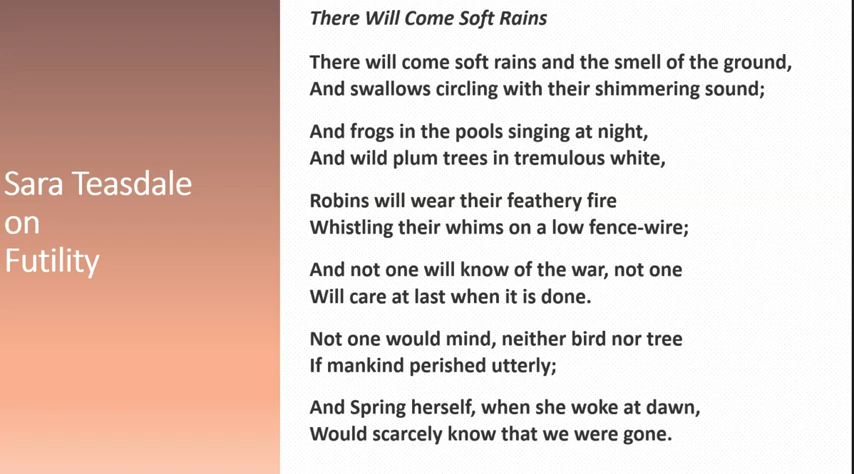 Sara Teasdale
on
Futility
There Will Come Soft Rains
There will come soft rains and the smell of the ground,
And swallows circling with their shimmering sound;
And frogs in the pools singing at night,
And wild plum trees in tremulous white,
Robins will wear their feathery fire
Whistling their whims on a low fence-wire;
And not one will know of the war, not one
Will care at last when it is done.
Not one would mind, neither bird nor tree
If mankind perished utterly;
And Spring herself, when she woke at dawn,
Would scarcely know that we were gone.